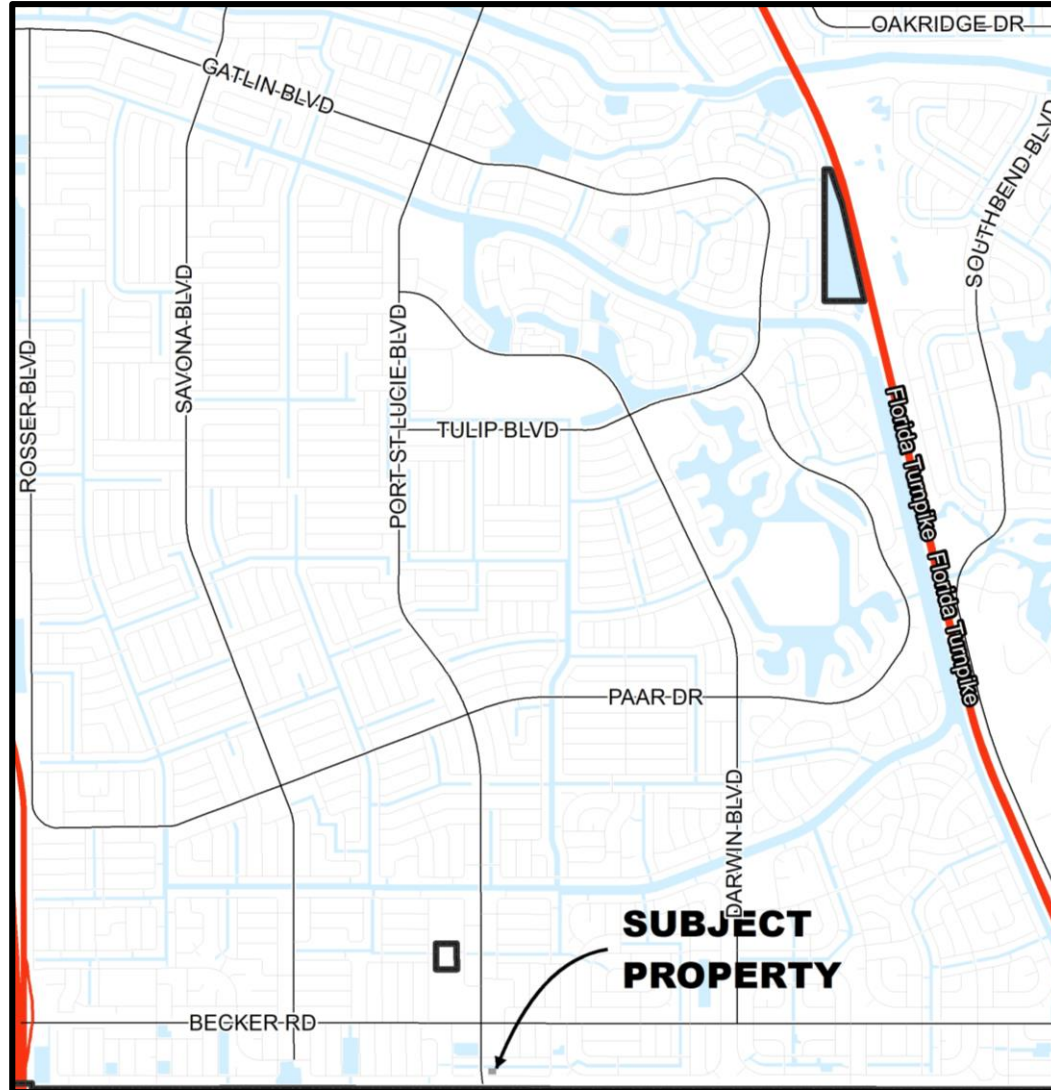 OAKRIDGE DR
GATLIN BLVD
SOUTHBEND BLVD
SAVONA BLVD
PORT ST LUCIE BLVD
ROSSER BLVD
TULIP BLVD
Florida Turnpike
Florida Turnpike
PAAR DR
DARWIN BLVD
SUBJECT
PROPERTY
BECKER RD